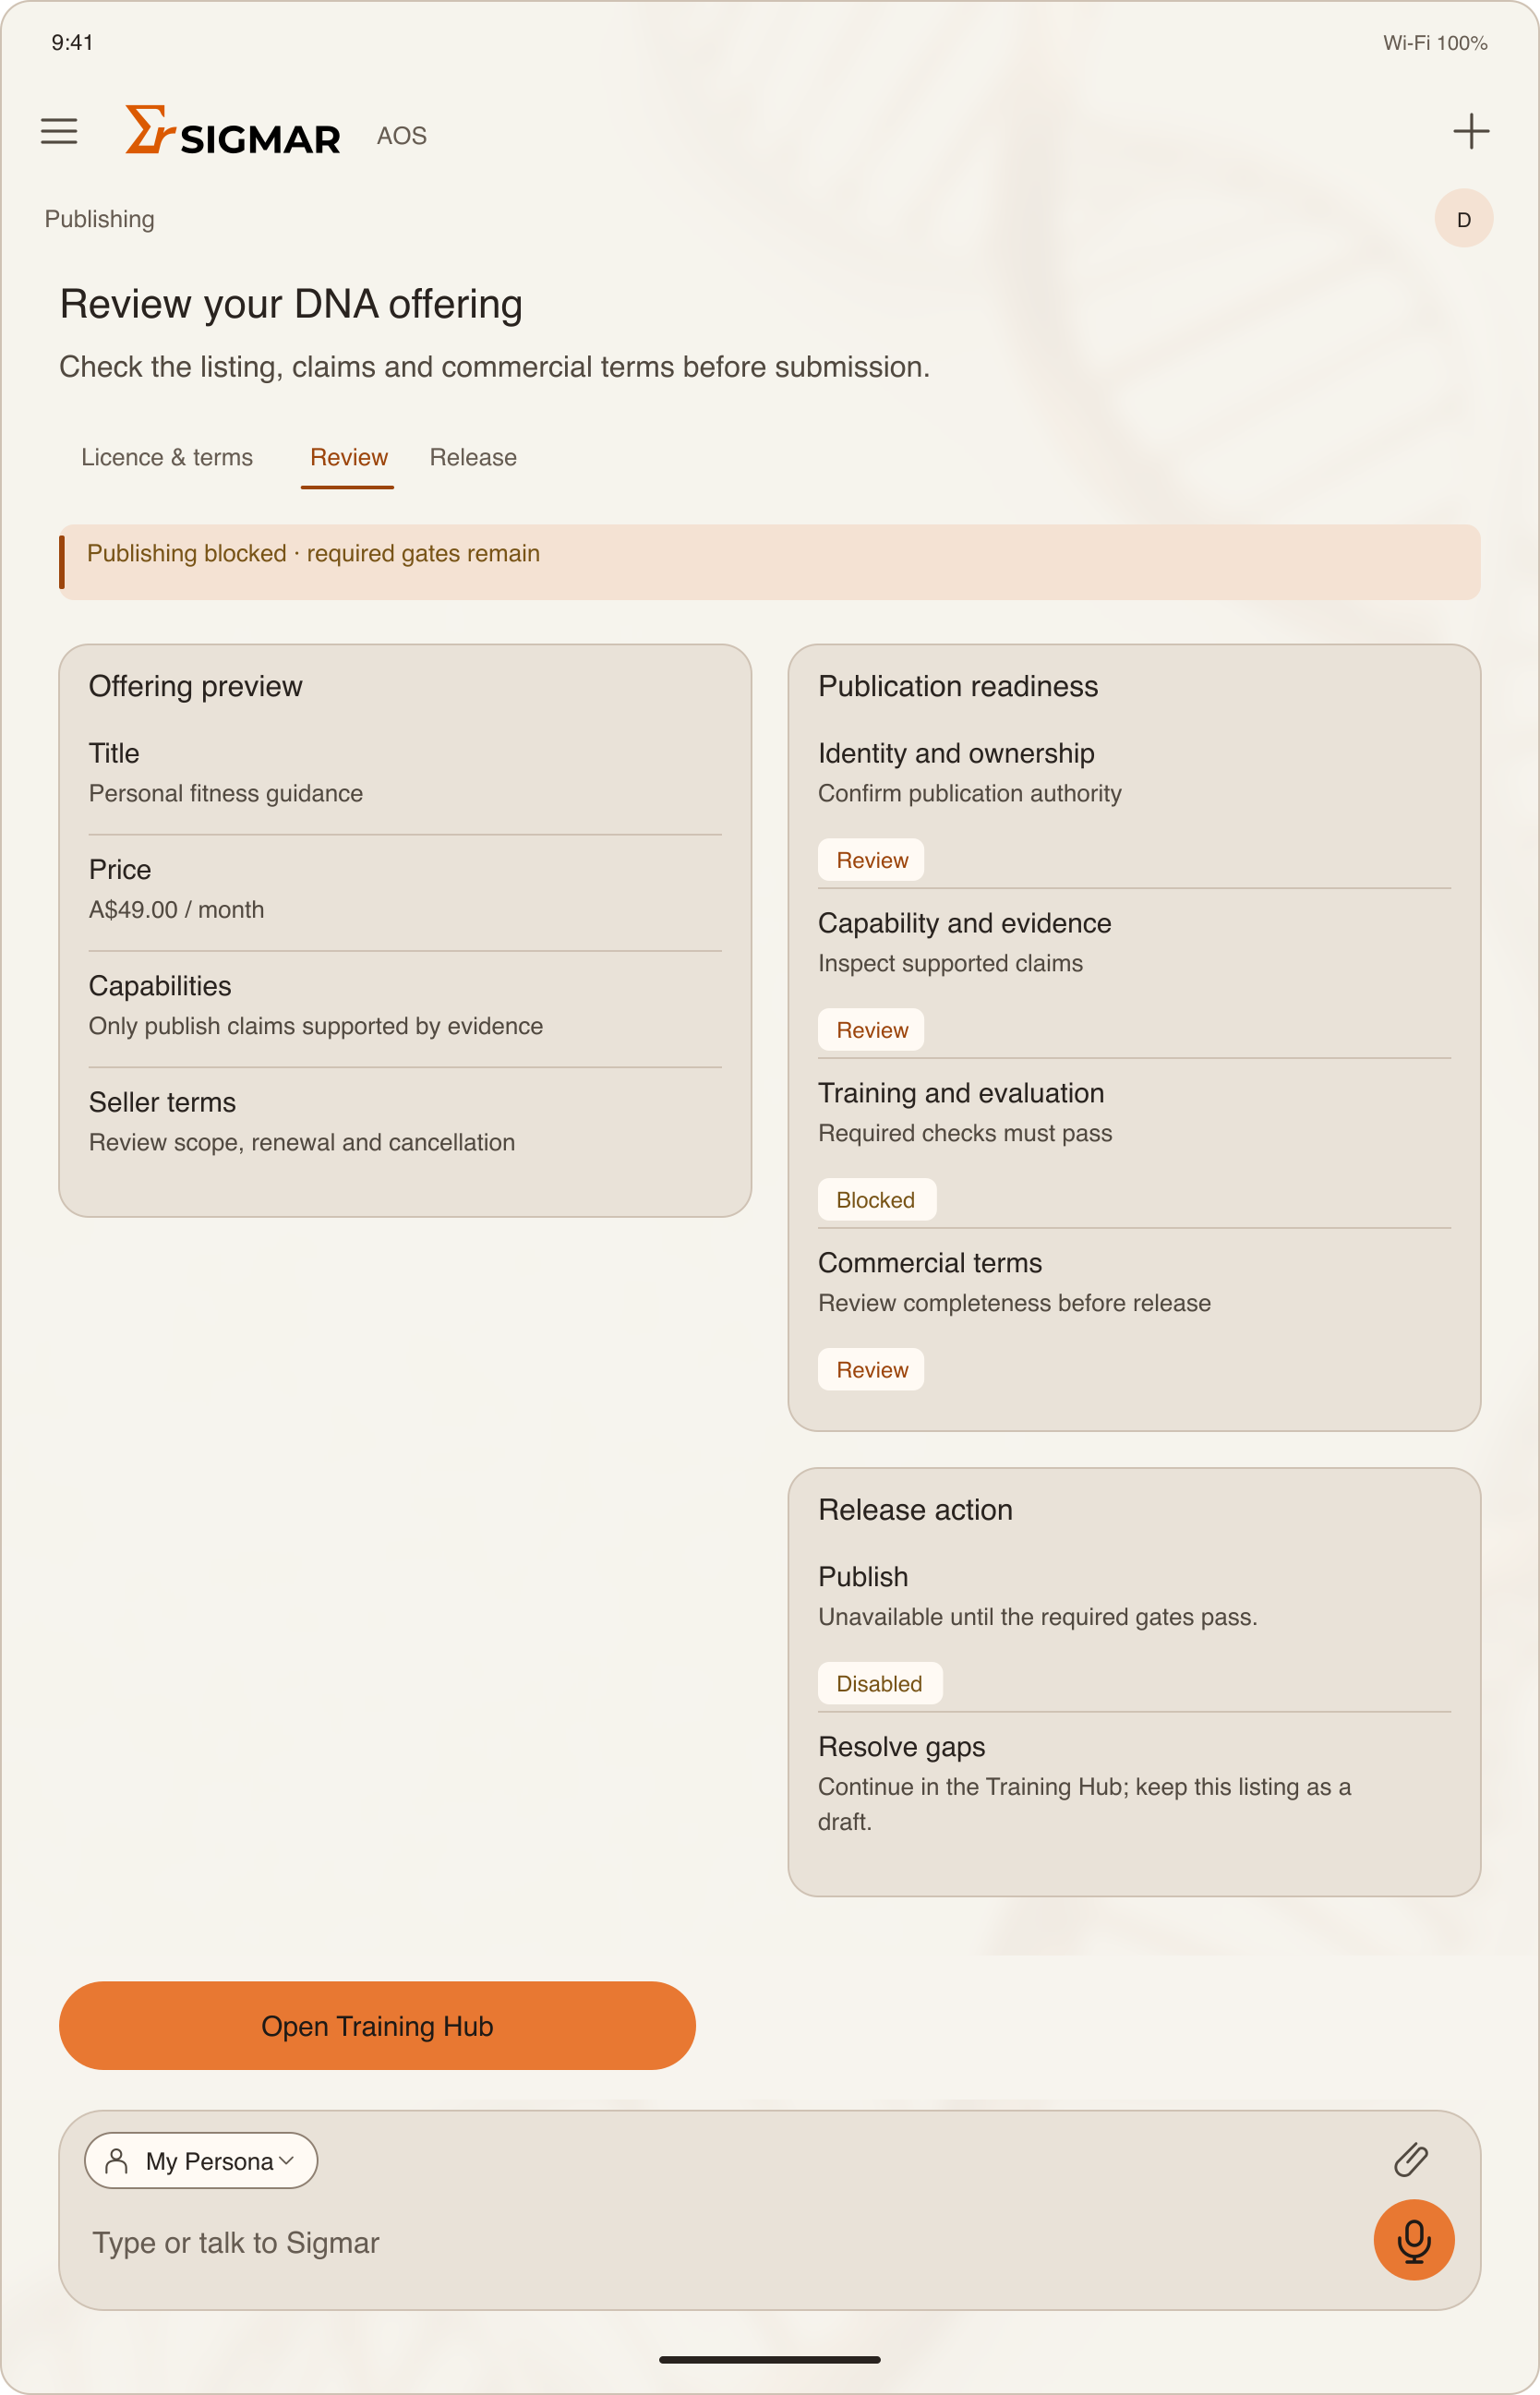 9:41
Wi-Fi 100%
Σr SIGMAR AOS
Publishing
D
Review your DNA offering
Check the listing, claims and commercial terms before submission.
Licence & terms
Review
Release
Publishing blocked · required gates remain
Offering preview
Title
Personal fitness guidance
Price
A$49.00 / month
Capabilities
Only publish claims supported by evidence
Seller terms
Review scope, renewal and cancellation
Publication readiness
Identity and ownership
Confirm publication authority
Review
Capability and evidence
Inspect supported claims
Review
Training and evaluation
Required checks must pass
Blocked
Commercial terms
Review completeness before release
Review
Release action
Publish
Unavailable until the required gates pass.
Disabled
Resolve gaps
Continue in the Training Hub; keep this listing as a
draft.
Open Training Hub
My Persona
Type or talk to Sigmar